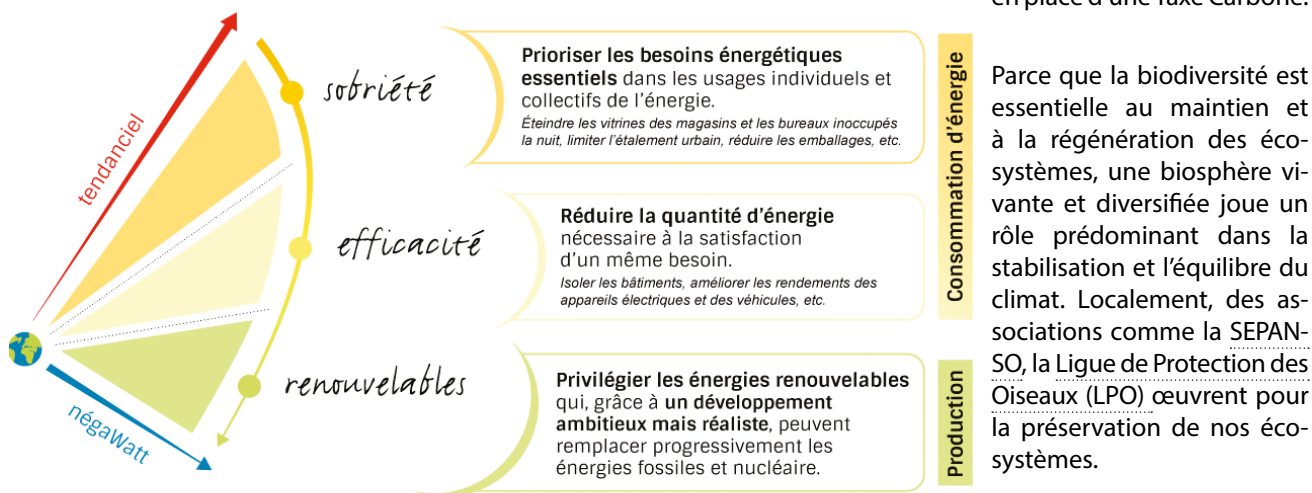 tendanciel
négaWatt
sobriété
Prioriser les besoins énergétiques
essentiels dans les usages individuels et
collectifs de l'énergie.
Éteindre les vitrines des magasins et les bureaux inoccupés
la nuit, limiter l'étalement urbain, réduire les emballages, etc.
efficacité
Réduire la quantité d'énergie
nécessaire à la satisfaction
d'un même besoin.
Isoler les bâtiments, améliorer les rendements des
appareils électriques et des véhicules, etc.
Consommation d'énergie
renouvelables
Privilégier les énergies renouvelables
qui, grâce à un développement
ambitieux mais réaliste, peuvent
remplacer progressivement les
énergies fossiles et nucléaire.
Production
en place d'une Taxe Carbone.
Parce que la biodiversité est
essentielle au maintien et
à la régénération des éco-
systèmes, une biosphère vi-
vante et diversifiée joue un
rôle prédominant dans la
stabilisation et l'équilibre du
climat. Localement, des as-
sociations comme la SEPAN-
SO, la Ligue de Protection des
Oiseaux (LPO) œuvrent pour
la préservation de nos éco-
systèmes.